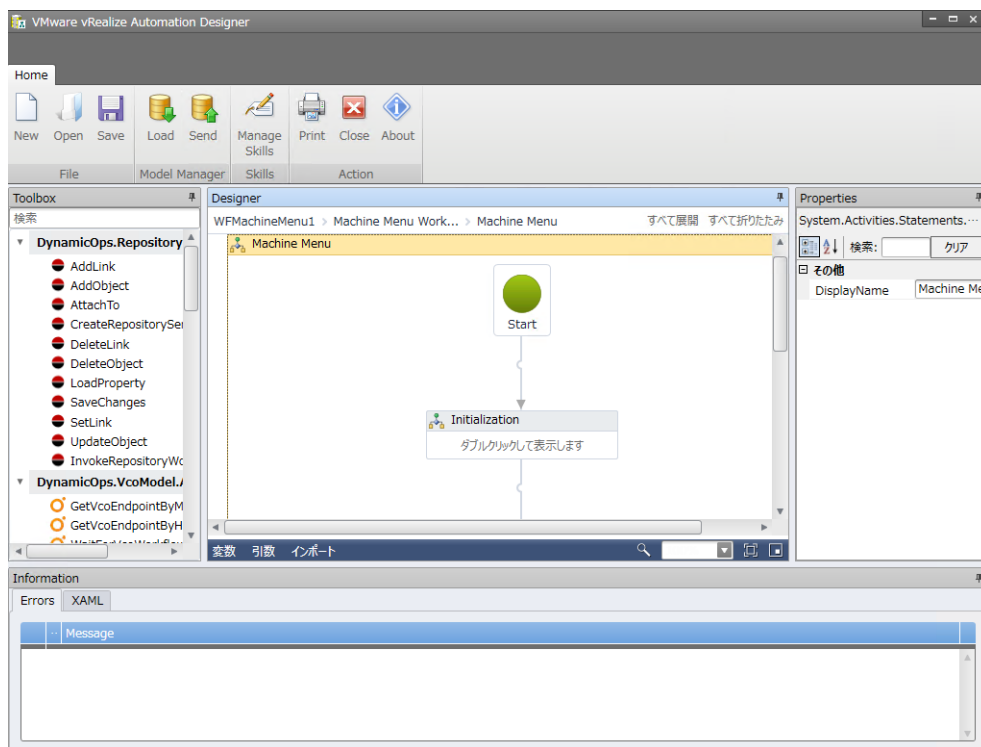 VMware vRealize Automation Designer
Home
New Open Save Load Send Manage Skills Print Close About
File Model Manager Skills Action
Toolbox
検索
DynamicOps.Repository
AddLink
AddObject
AttachTo
CreateRepositorySer
DeleteLink
DeleteObject
LoadProperty
SaveChanges
SetLink
UpdateObject
InvokeRepositoryWo
DynamicOps.VcoModel.A
GetVcoEndpointByM
GetVcoEndpointByH
Designer
WFMachineMenu1 > Machine Menu Work... > Machine Menu すべて展開 すべて折りたたみ
Machine Menu
Start
Initialization
ダブルクリックして表示します
変数 引数 インポート
Properties
System.Activities.Statements.…
検索: クリア
その他
DisplayName Machine Me
Information
Errors XAML
Message